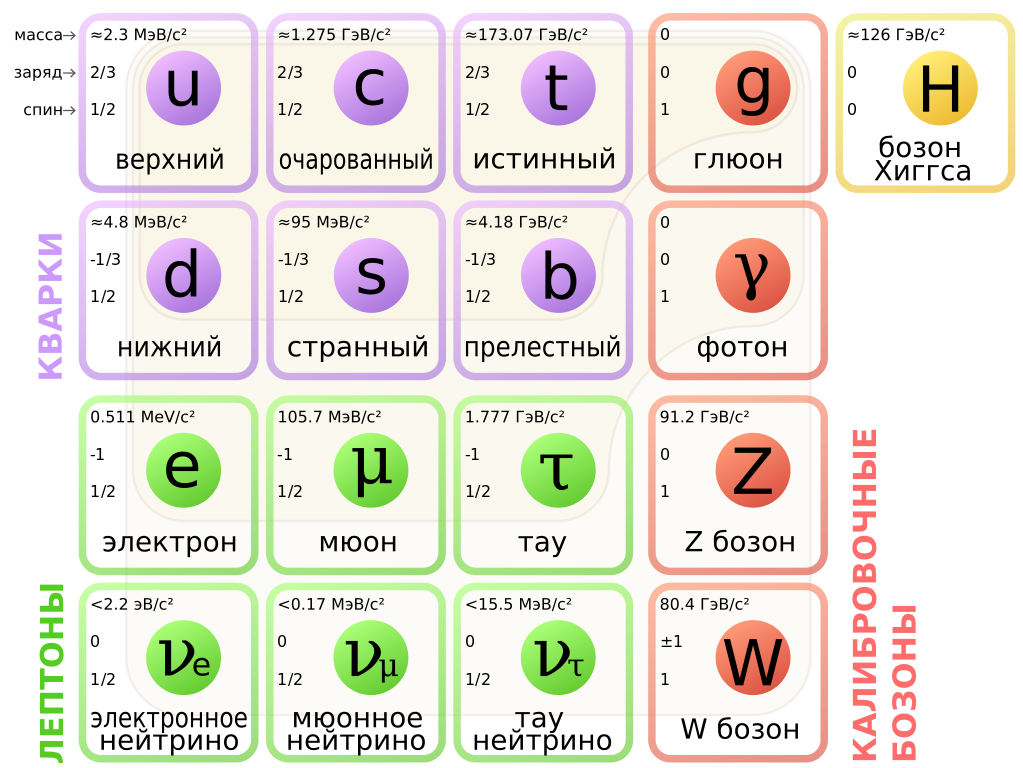 масса→
заряд→
спин→
≈2.3 МэВ/c²
2/3
1/2
u
верхний
≈1.275 ГэВ/c²
2/3
1/2
c
очарованный
≈173.07 ГэВ/c²
2/3
1/2
t
истинный
0
0
1
g
глюон
≈126 ГэВ/c²
0
0
H
бозон
Хиггса
КВАРКИ
≈4.8 МэВ/c²
-1/3
1/2
d
нижний
≈95 МэВ/c²
-1/3
1/2
s
странный
≈4.18 ГэВ/c²
-1/3
1/2
b
прелестный
0
0
1
γ
фотон
ЛЕПТОНЫ
0.511 MeV/c²
-1
1/2
e
электрон
105.7 МэВ/c²
-1
1/2
μ
мюон
1.777 ГэВ/c²
-1
1/2
τ
тау
91.2 ГэВ/c²
0
1
Z
Z бозон
<2.2 эВ/c²
0
1/2
νe
электронное
нейтрино
<0.17 МэВ/c²
0
1/2
νμ
мюонное
нейтрино
<15.5 МэВ/c²
0
1/2
ντ
тау
нейтрино
80.4 ГэВ/c²
±1
1
W
W бозон
КАЛИБРОВОЧНЫЕ
БОЗОНЫ